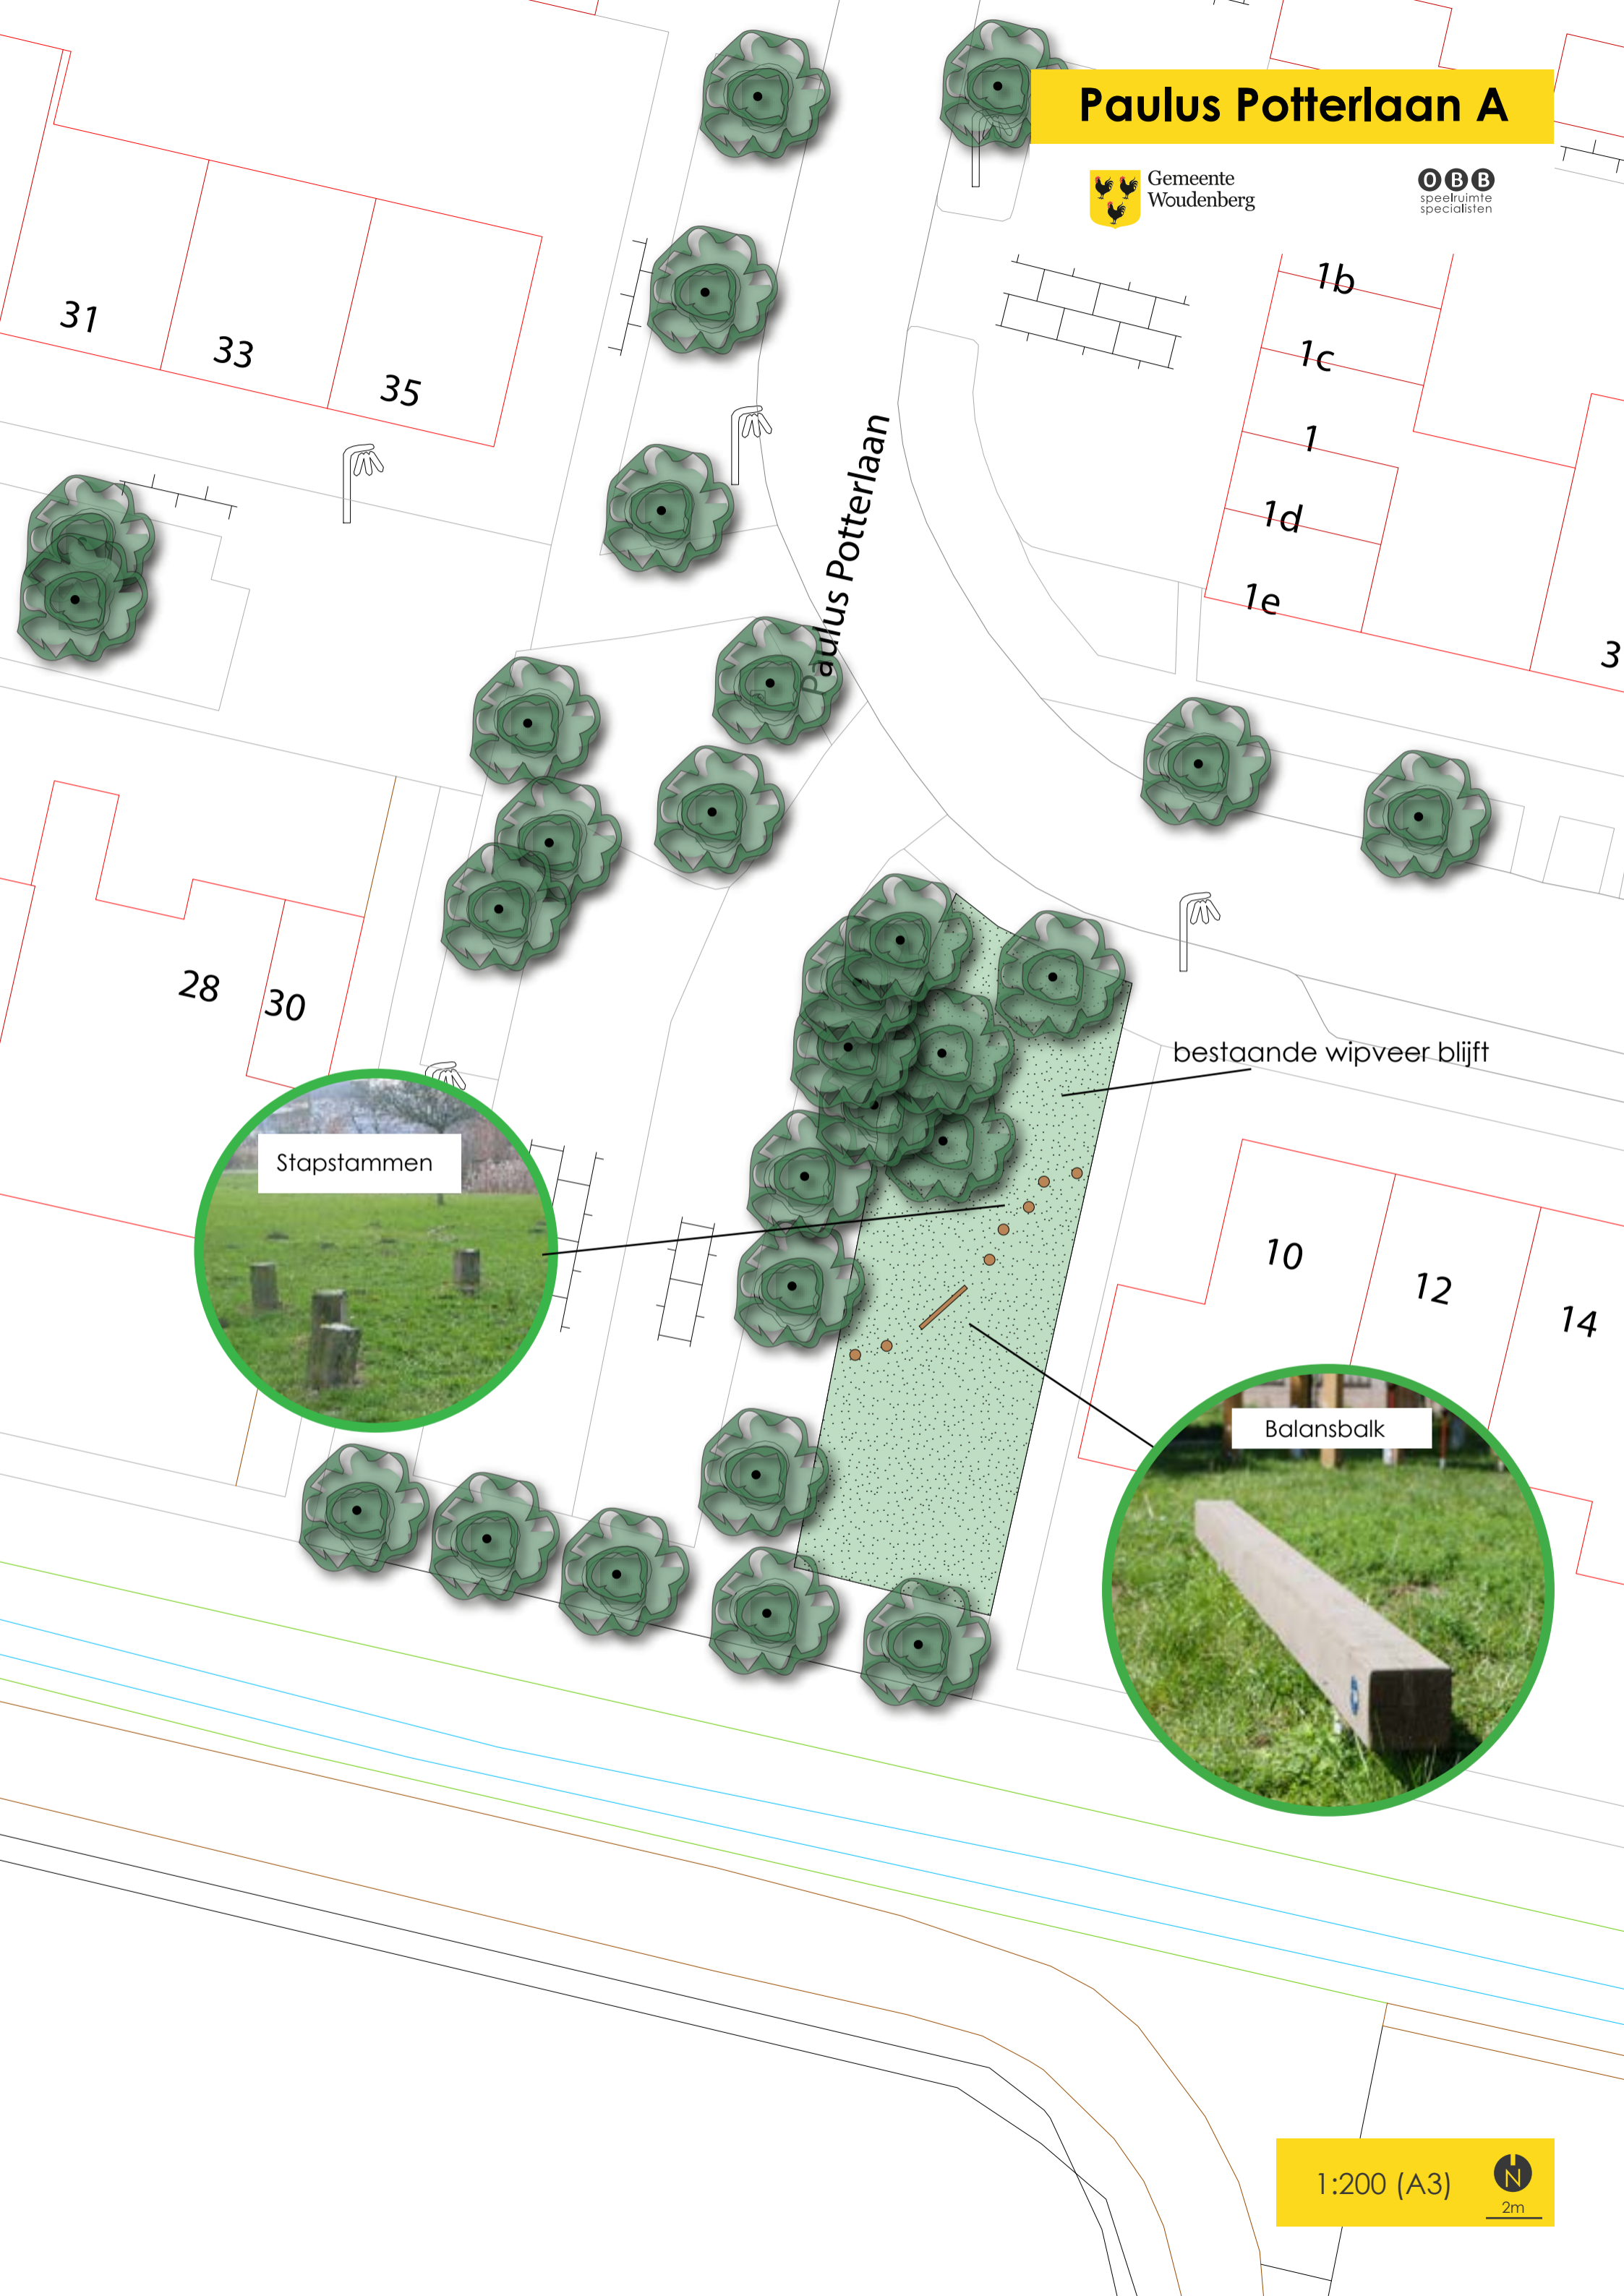 Paulus Potterlaan A
Gemeente
Woudenberg
OBB
speelruimte
specialisten
31
33
35
1b
1c
1
1d
1e
3
Paulus Potterlaan
28
30
bestaande wipveer blijft
Stapstammen
10
12
14
Balansbalk
1:200 (A3)
N
2m